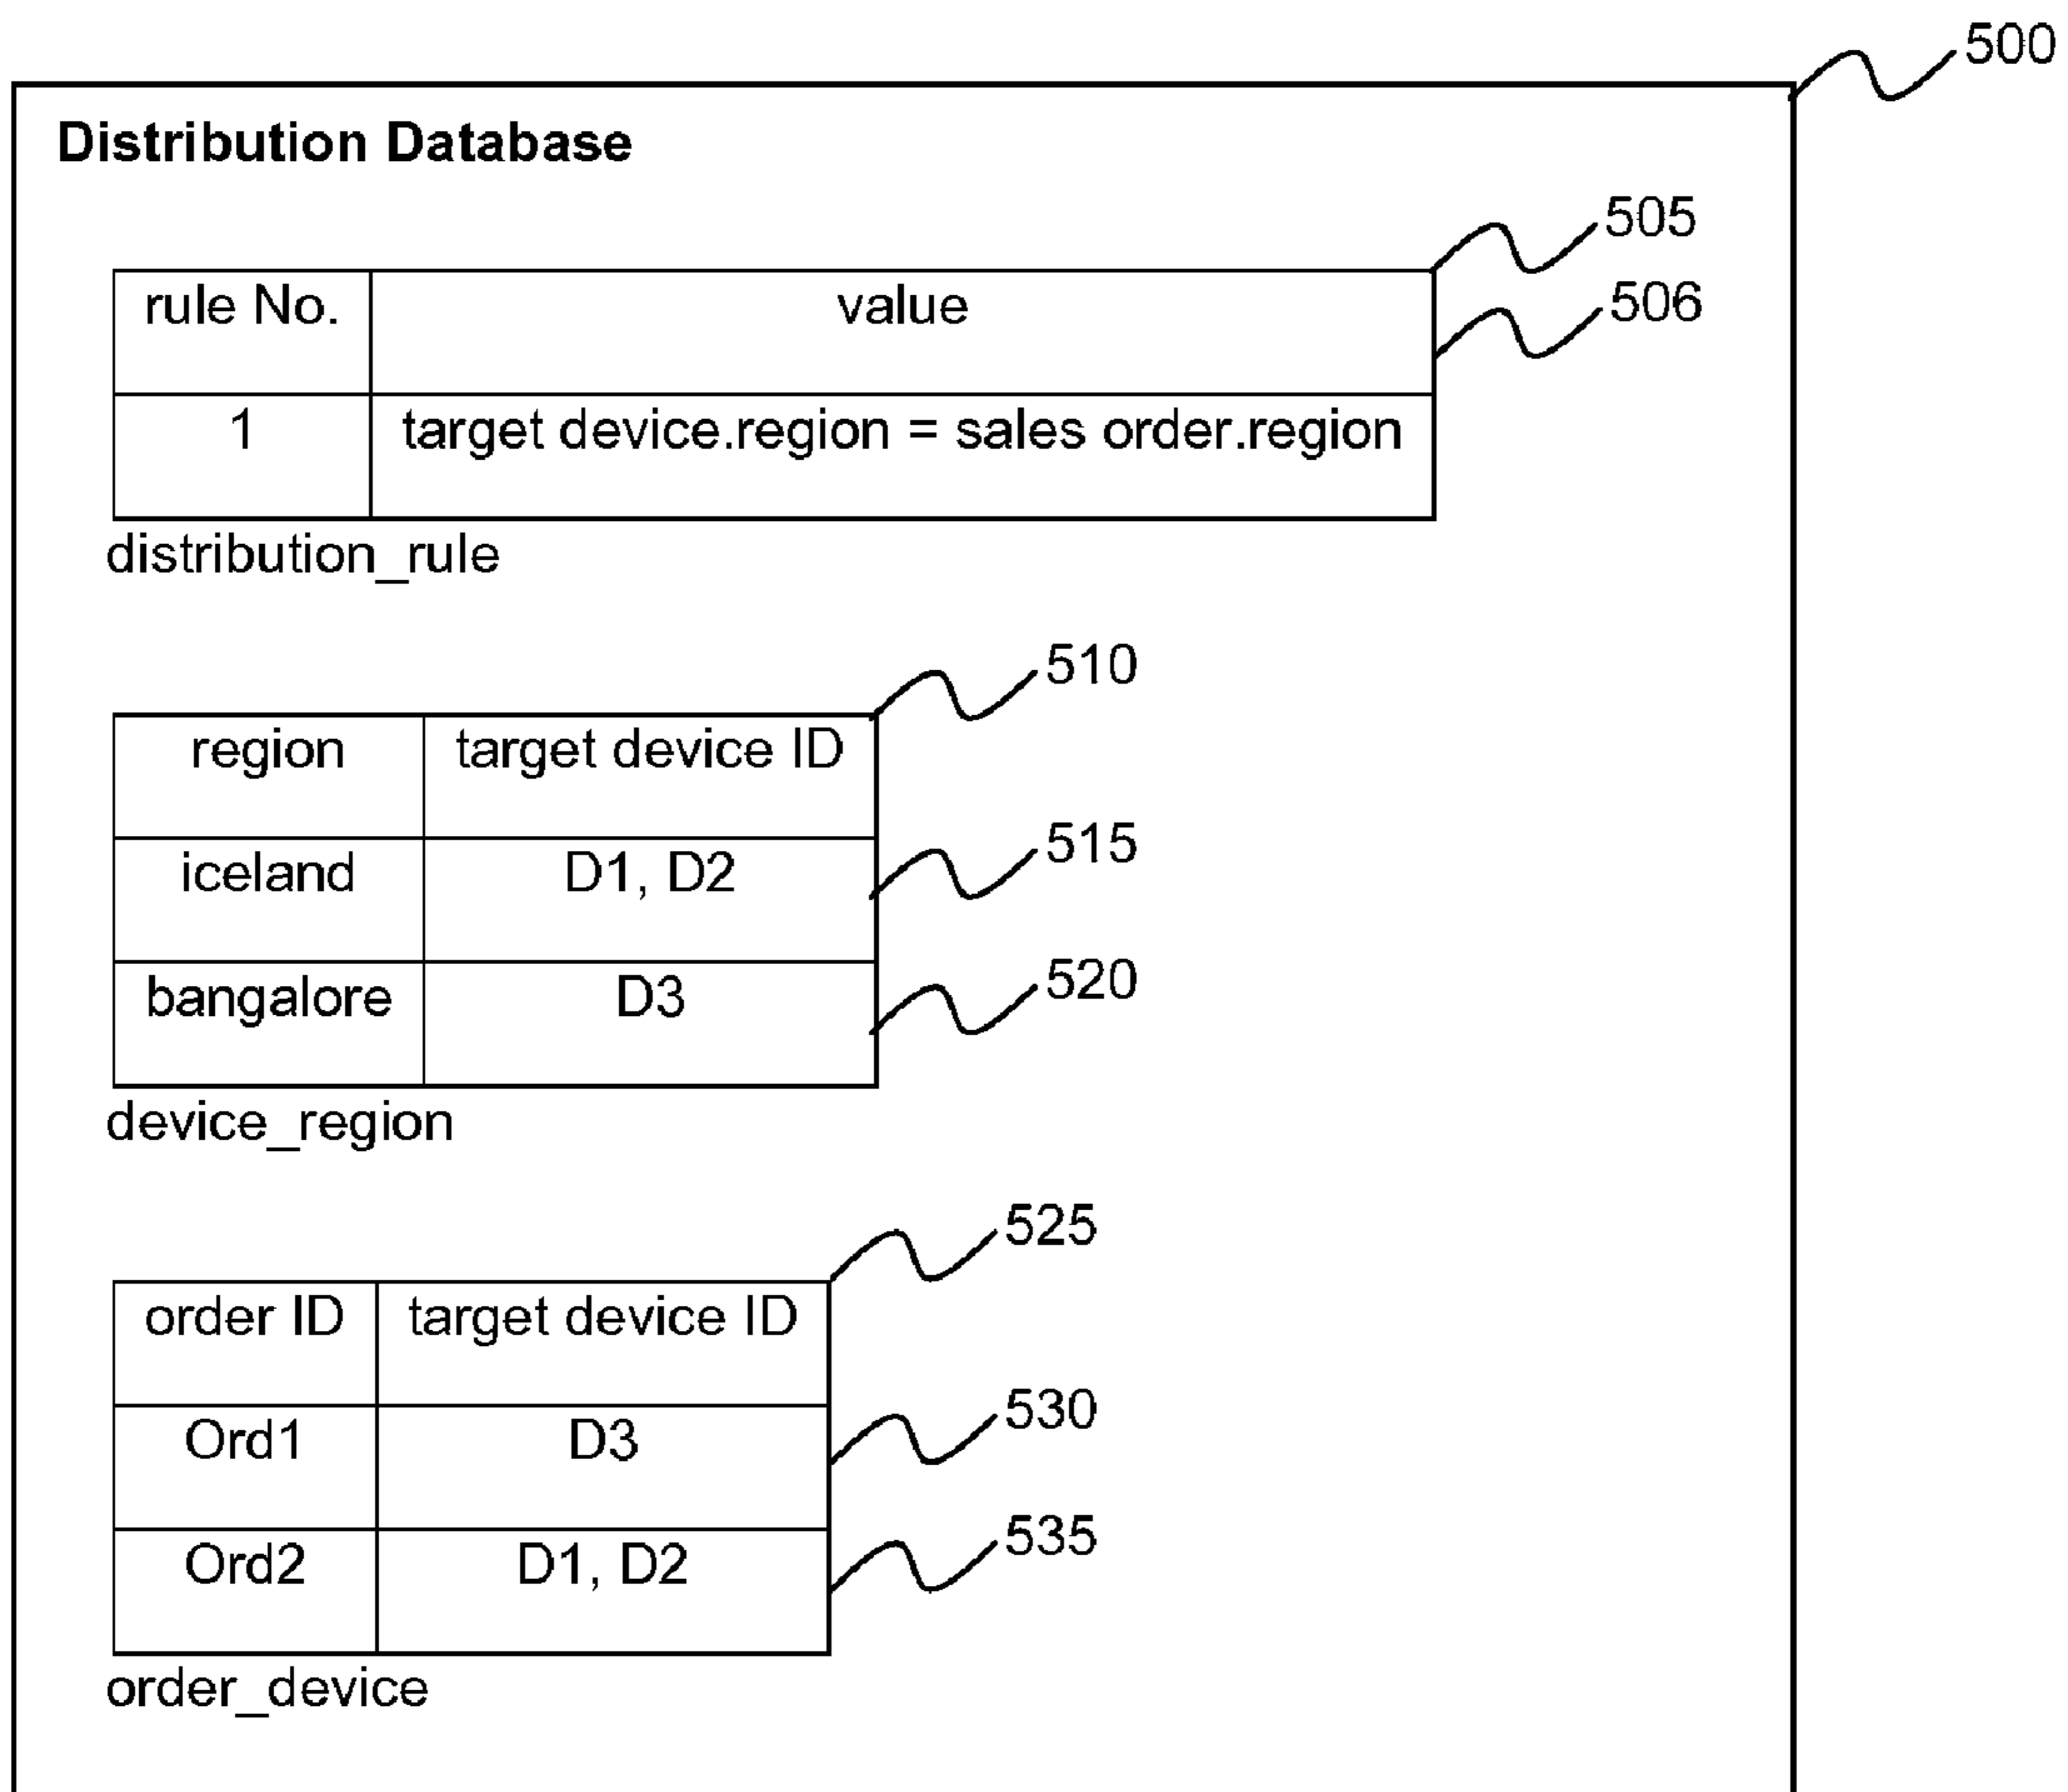 500
Distribution Database
505
rule No. value
506
1 target device.region = sales order.region
distribution_rule
510
region target device ID
515
iceland D1, D2
520
bangalore D3
device_region
525
order ID target device ID
530
Ord1 D3
535
Ord2 D1, D2
order_device